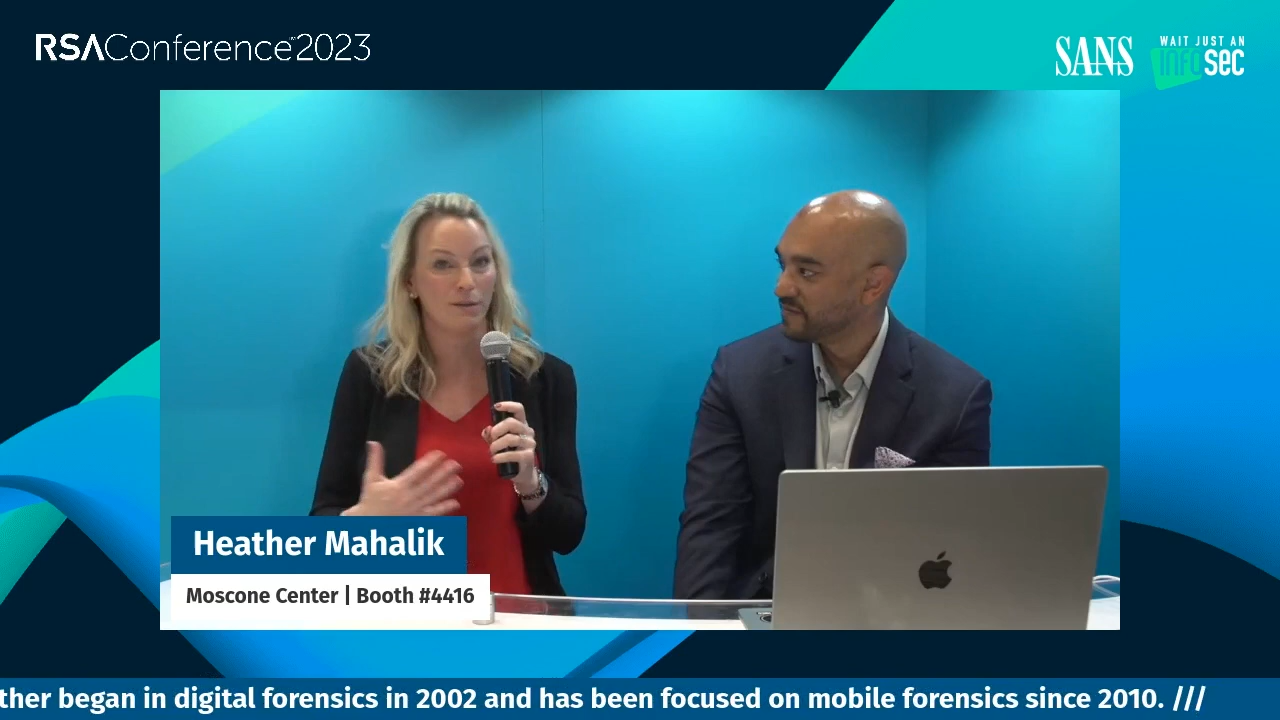 RSAConference™2023
SANS
WAIT JUST AN
INFOSEC
Heather Mahalik
Moscone Center | Booth #4416
ther began in digital forensics in 2002 and has been focused on mobile forensics since 2010. ///